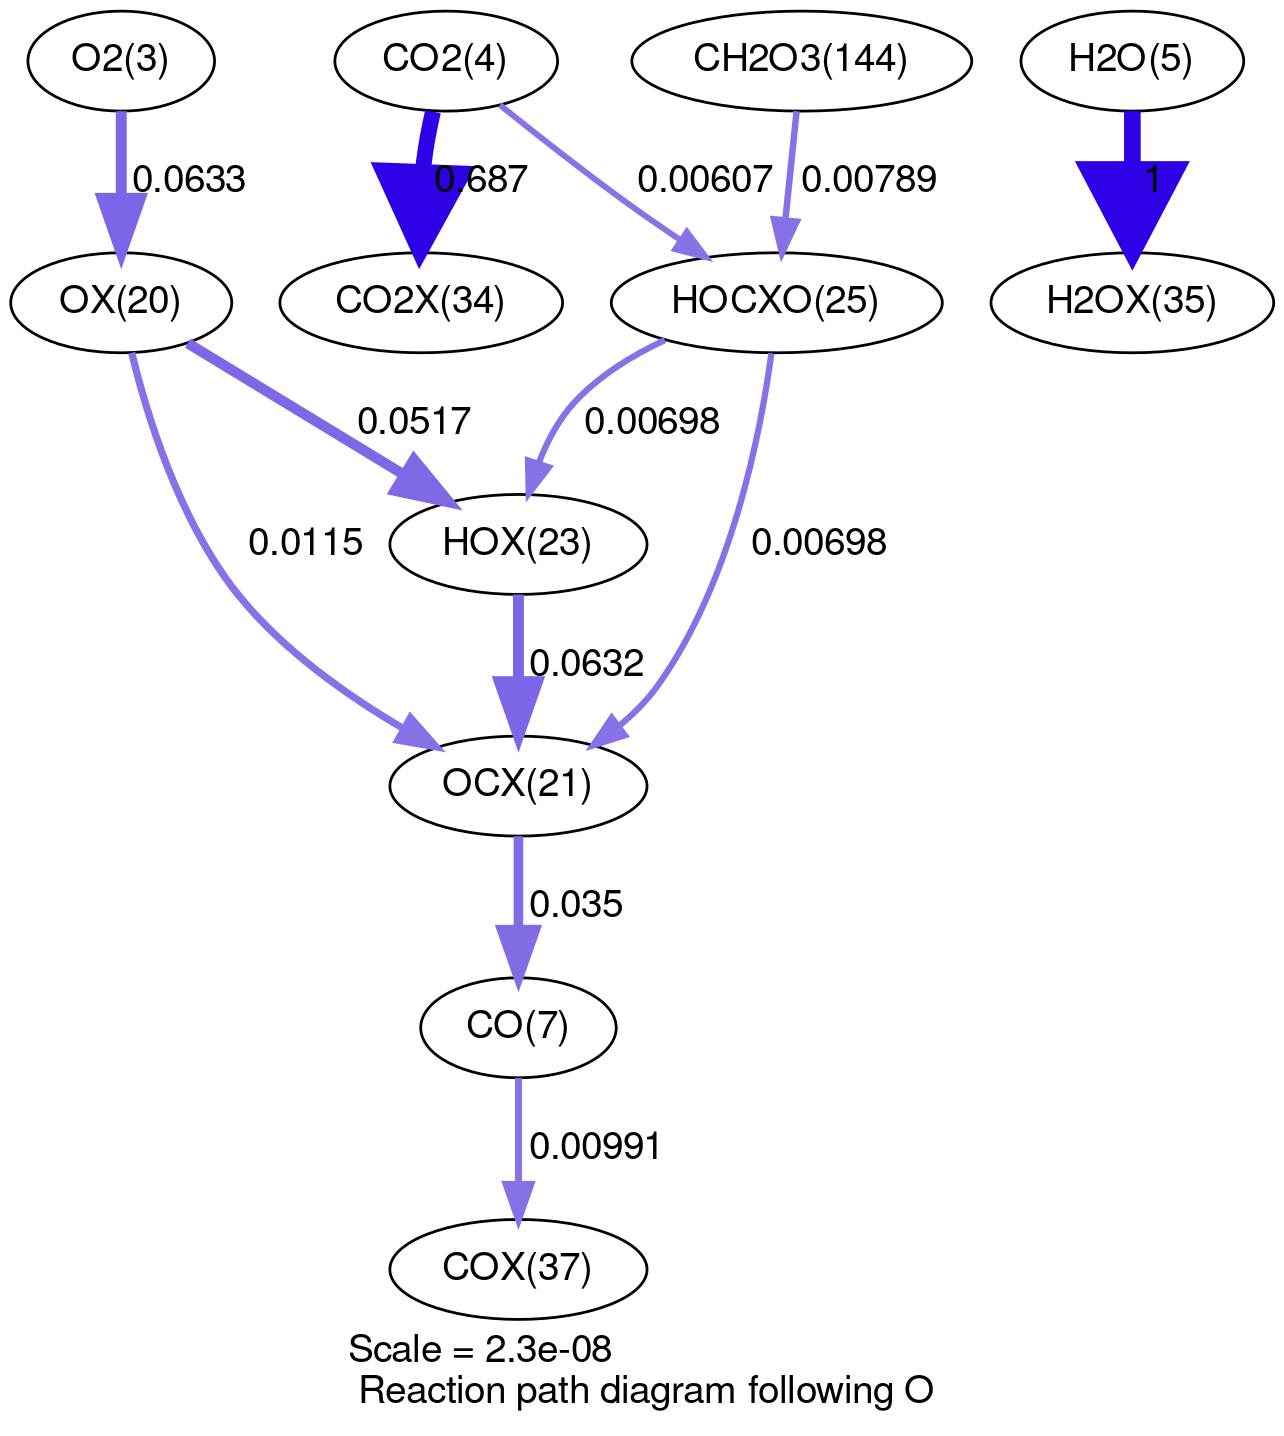 O2(3)
CO2(4)
CH2O3(144)
H2O(5)
0.0633
0.687
0.00607
0.00789
1
OX(20)
CO2X(34)
HOCXO(25)
H2OX(35)
0.0517
0.00698
0.0115
HOX(23)
0.00698
0.0632
OCX(21)
0.035
CO(7)
0.00991
COX(37)
Scale = 2.3e-08
Reaction path diagram following O